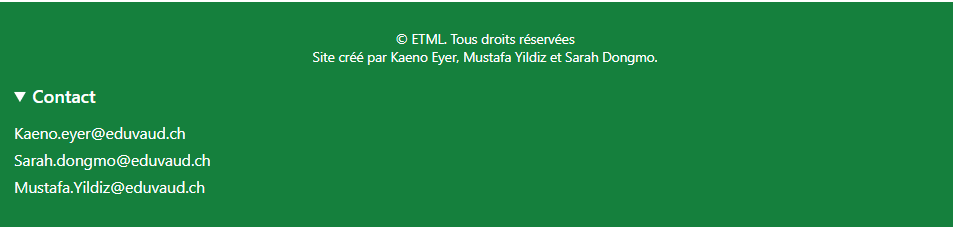 © ETML. Tous droits réservées
Site créé par Kaeno Eyer, Mustafa Yildiz et Sarah Dongmo.
▼ Contact
Kaeno.eyer@eduvaud.ch
Sarah.dongmo@eduvaud.ch
Mustafa.Yildiz@eduvaud.ch